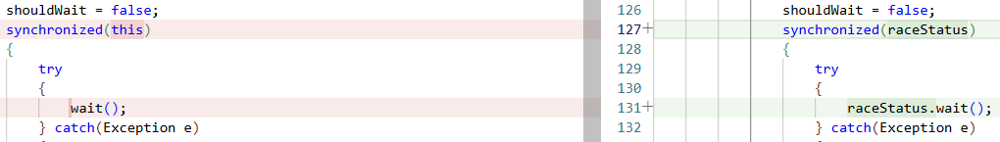 shouldWait = false;
synchronized(this)
{
try
{
wait();
} catch(Exception e)
126 shouldWait = false;
127+ synchronized(raceStatus)
128 {
129 try
130 {
131+ raceStatus.wait();
132 } catch(Exception e)